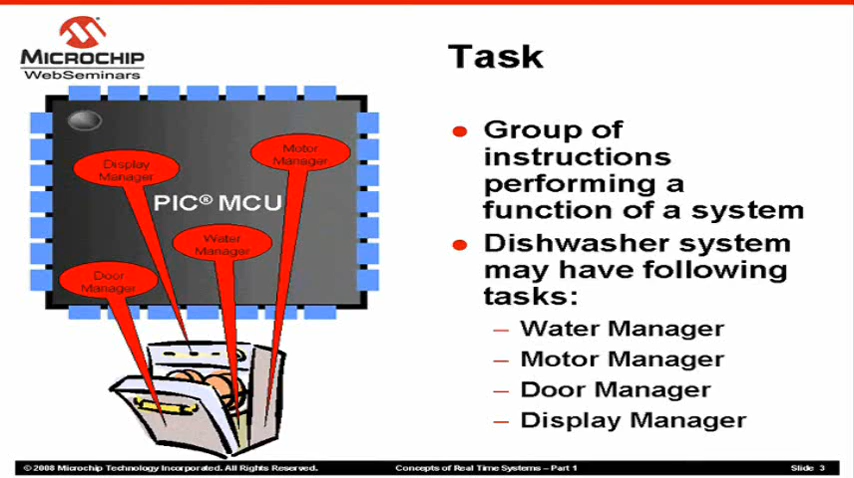 MICROCHIP
WebSeminars
Task
Display
Manager
Motor
Manager
PIC® MCU
Water
Manager
Door
Manager
Group of
instructions
performing a
function of a system
Dishwasher system
may have following
tasks:
– Water Manager
– Motor Manager
– Door Manager
– Display Manager
© 2008 Microchip Technology Incorporated. All Rights Reserved.
Concepts of Real Time Systems – Part 1
Slide 3